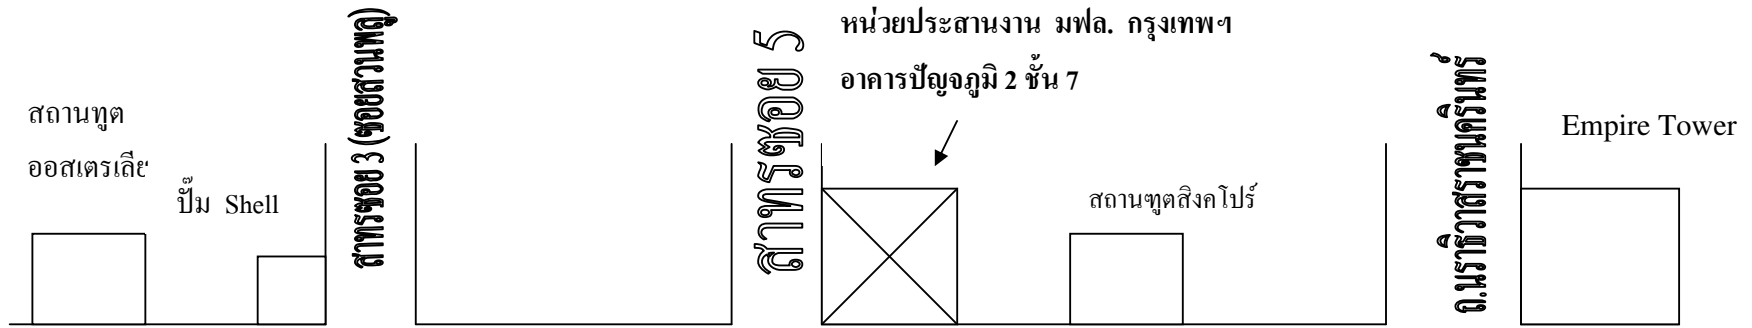 สถานทูต
ออสเตรเลีย
ปั๊ม Shell
สาทรซอย 3 (ซอยสวนพลู)
สาทรซอย 5
หน่วยประสานงาน มฟล. กรุงเทพฯ
อาคารปัญจภูมิ 2 ชั้น 7
สถานฑูตสิงคโปร์
ถ.นราธิวาสราชนครินทร์
Empire Tower